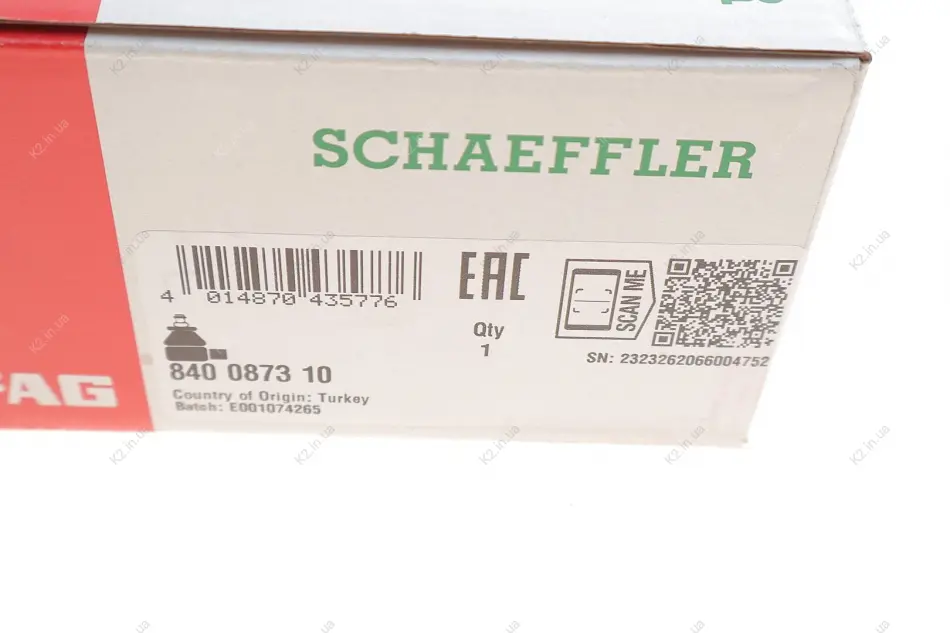 SCHAEFFLER
4 014870 435776
EAC
SCAN ME
Qty
1
SN: 2323262066004752
840 0873 10
Country of Origin: Turkey
Batch: E001074265
FAG
K2.in.ua